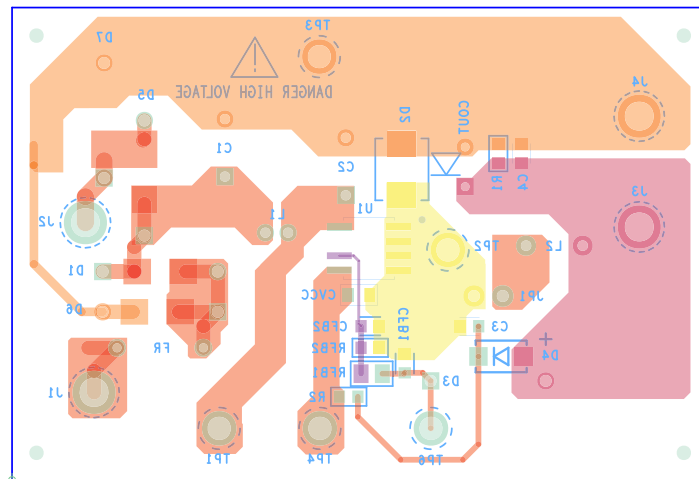 D7
TP3
DANGER HIGH VOLTAGE
J4
D5
D2
COUT
C1
C2
R1
C4
J3
J2
L1
U1
TP2
L2
D1
CVCC
JP1
D6
CFB2
CFB1
C3
+
FR
RFB2
D4
RFB1
D3
J1
R2
TP1
TP4
TP6